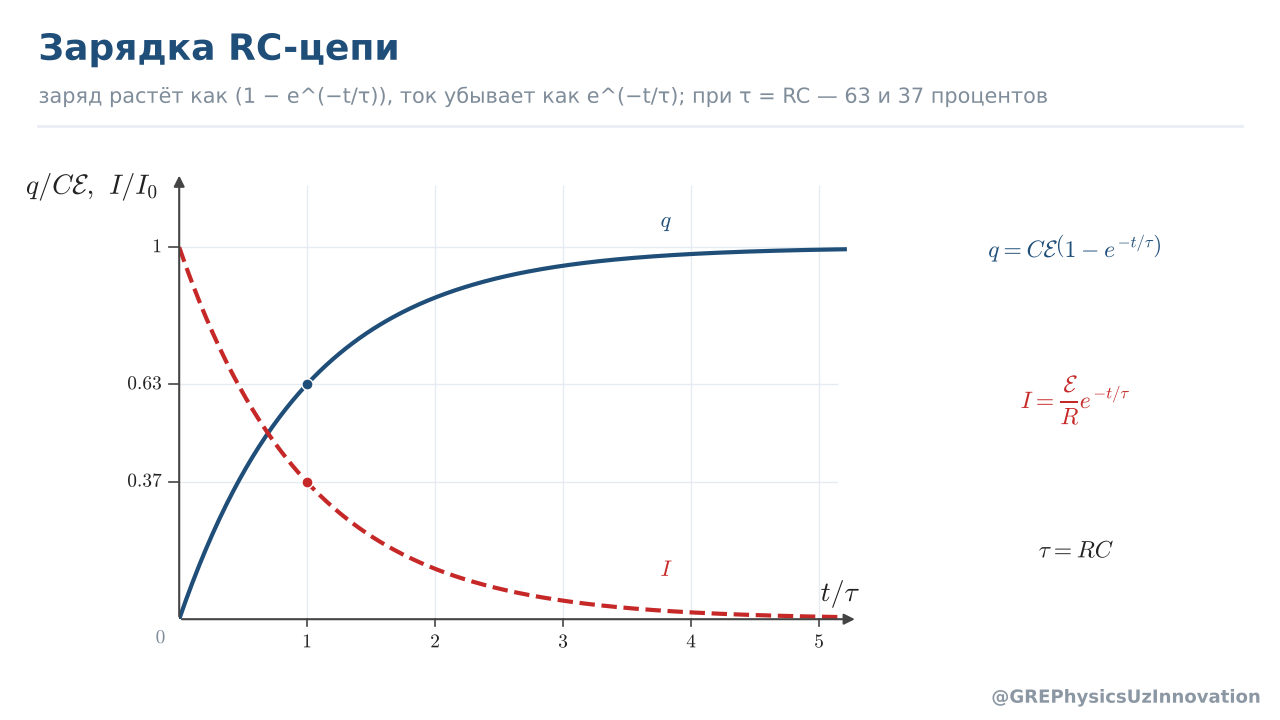 Зарядка RC-цепи
заряд растёт как (1 − e^(−t/τ)), ток убывает как e^(−t/τ); при τ = RC — 63 и 37 процентов
q/Cℰ, I/I₀
q
1
q = Cℰ(1 − e^{−t/τ})
0.63
I = ℰ/R e^{−t/τ}
0.37
τ = RC
I
t/τ
0
1 2 3 4 5
@GREPhysicsUzInnovation